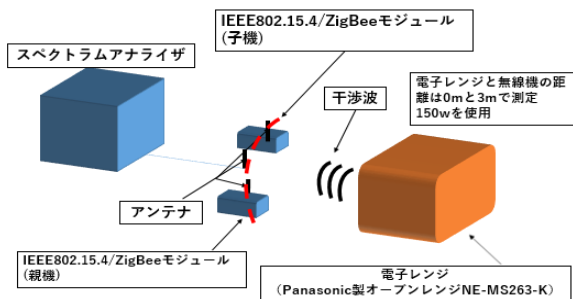 IEEE802.15.4/ZigBeeモジュール
(子機)
スペクトラムアナライザ
干渉波
電子レンジと無線機の距
離は0mと3mで測定
150wを使用
アンテナ
IEEE802.15.4/ZigBeeモジュール
(親機)
電子レンジ
（Panasonic製オーブンレンジNE-MS263-K）